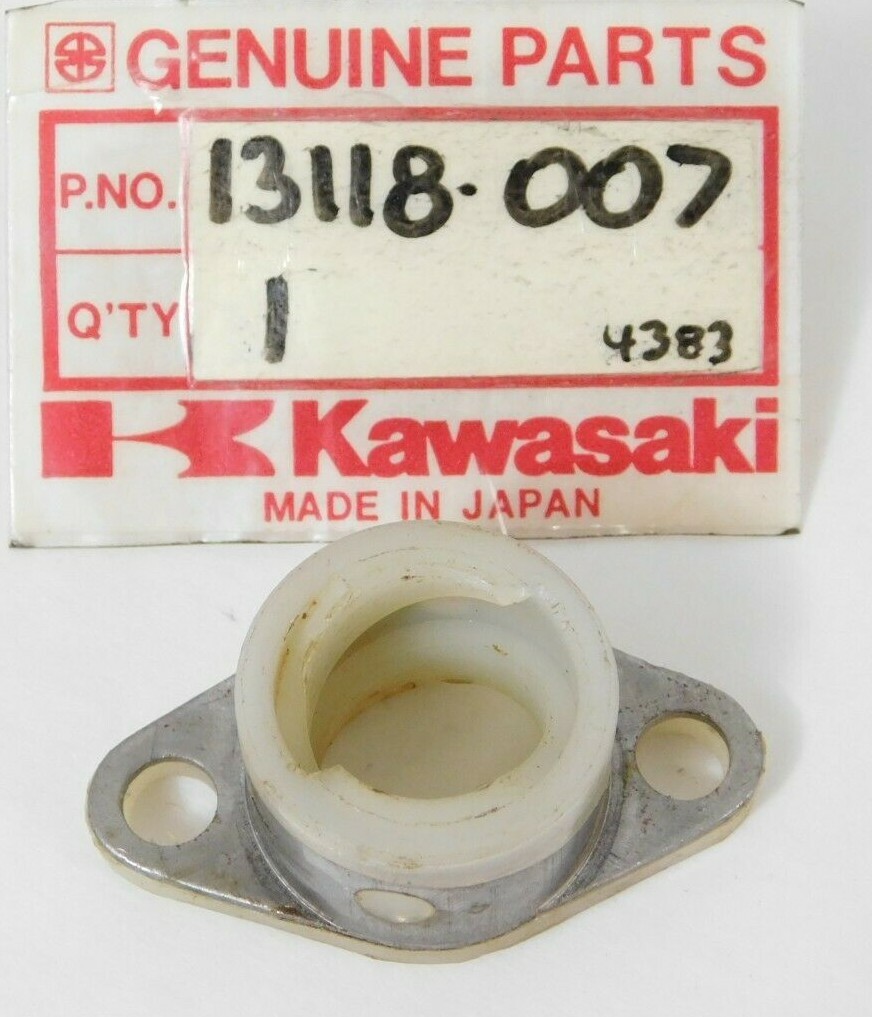 GENUINE PARTS
P.NO. 13118-007
Q'TY 1 4383
Kawasaki
MADE IN JAPAN